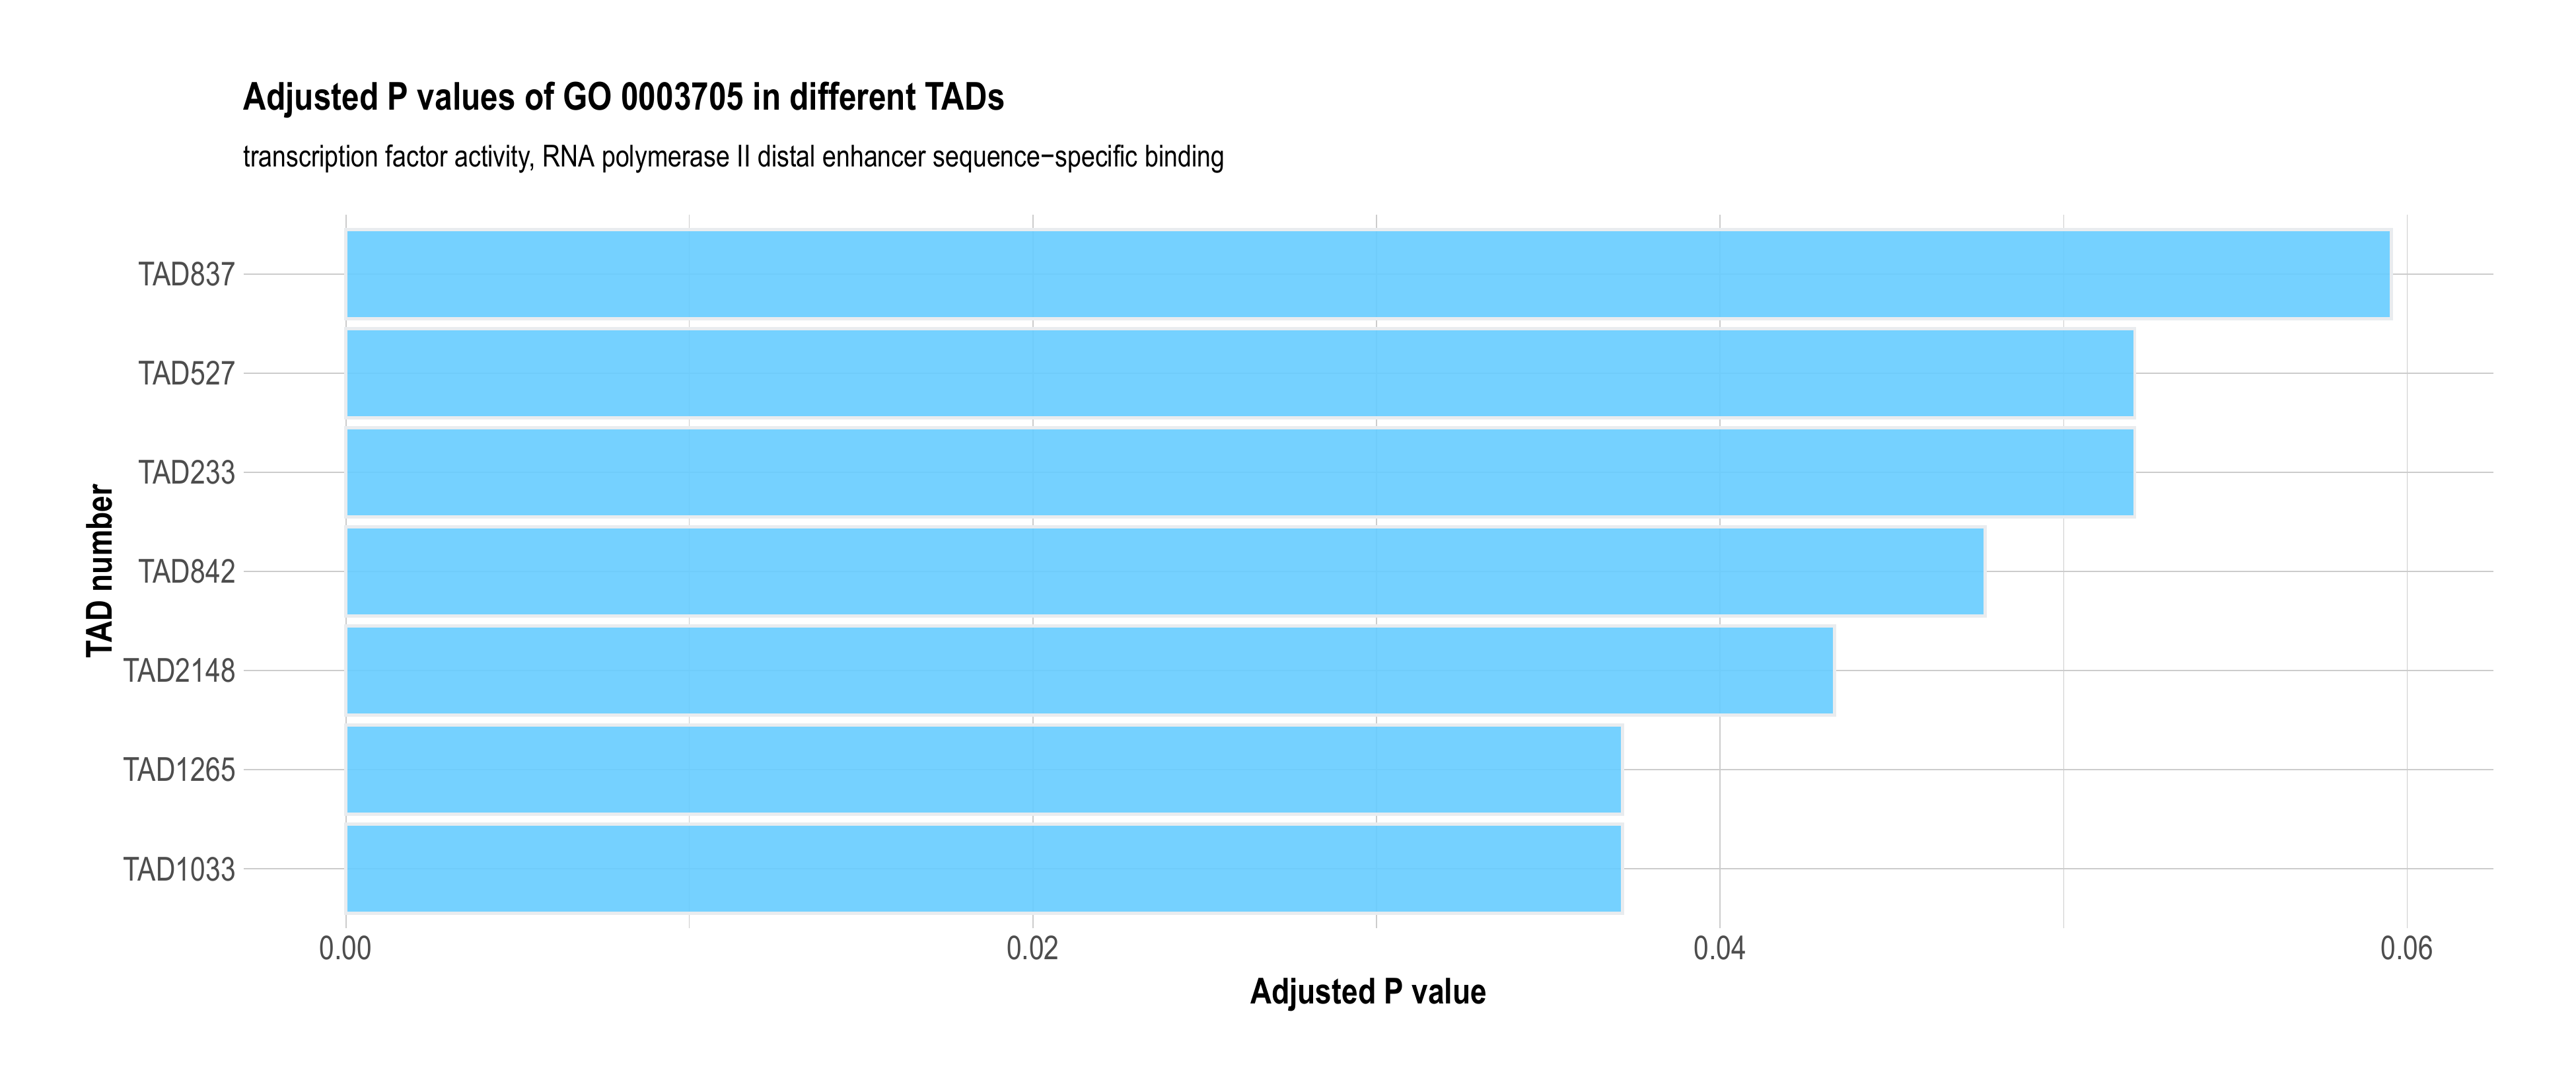 Adjusted P values of GO 0003705 in different TADs
transcription factor activity, RNA polymerase II distal enhancer sequence−specific binding
TAD number
TAD837
TAD527
TAD233
TAD842
TAD2148
TAD1265
TAD1033
0.00 0.02 0.04 0.06
Adjusted P value